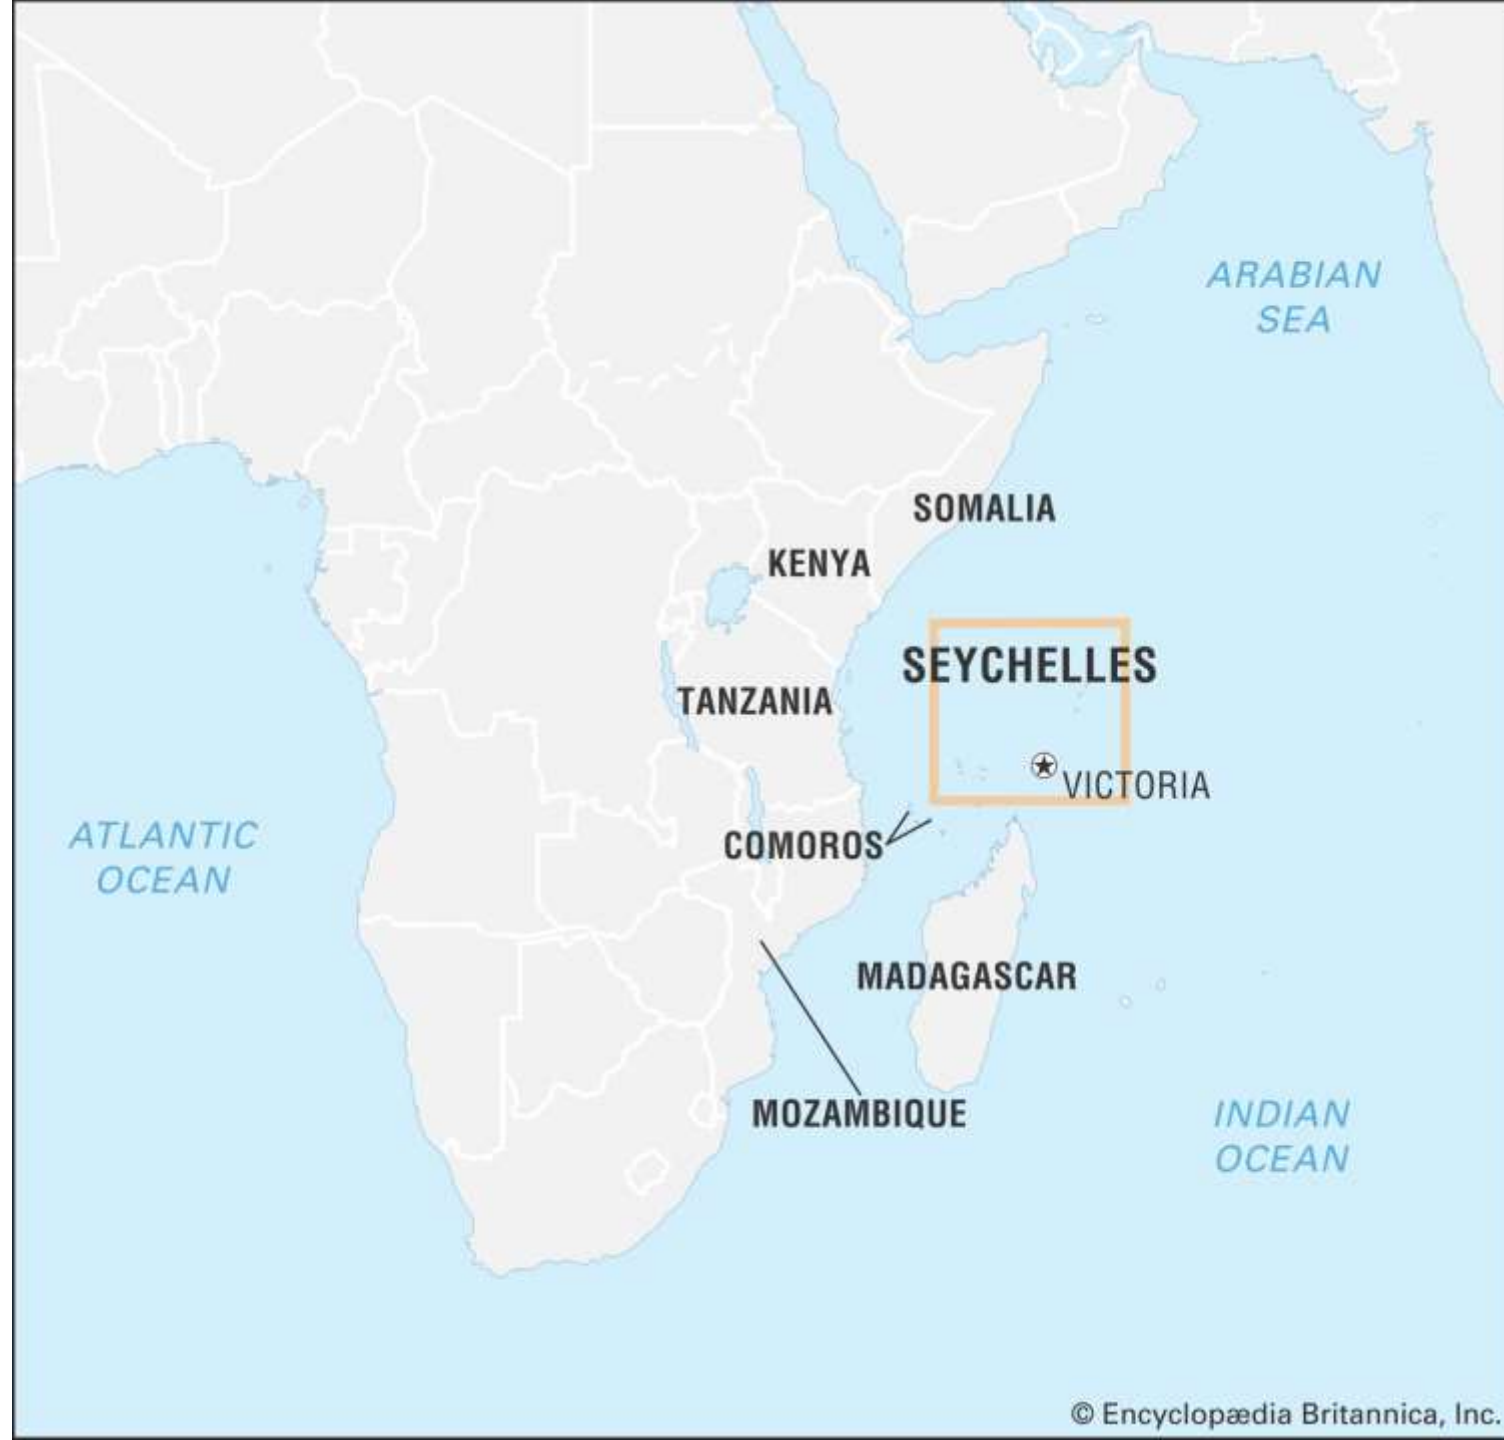 ARABIAN
SEA
SOMALIA
KENYA
SEYCHELLES
TANZANIA
VICTORIA
ATLANTIC
OCEAN
COMOROS
MADAGASCAR
MOZAMBIQUE
INDIAN
OCEAN
© Encyclopædia Britannica, Inc.